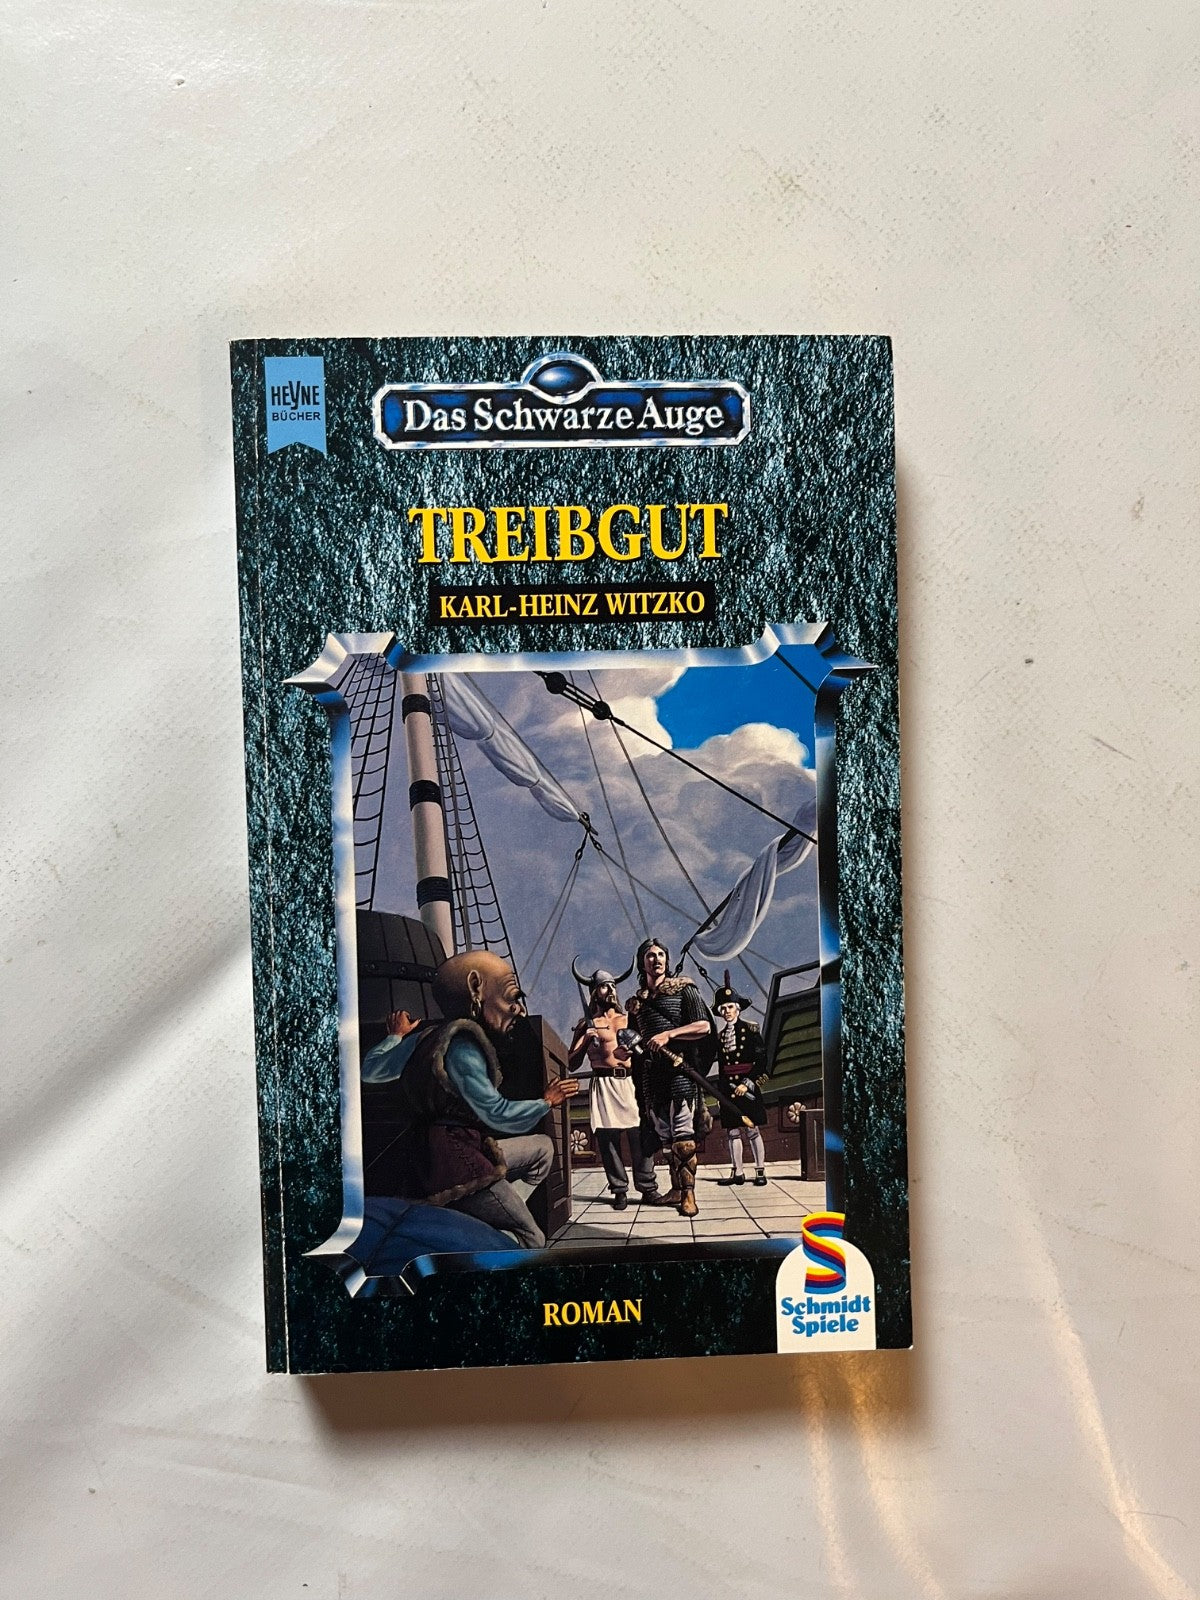 HEYNE
BÜCHER
Das Schwarze Auge
TREIBGUT
KARL-HEINZ WITZKO
ROMAN
Schmidt
Spiele